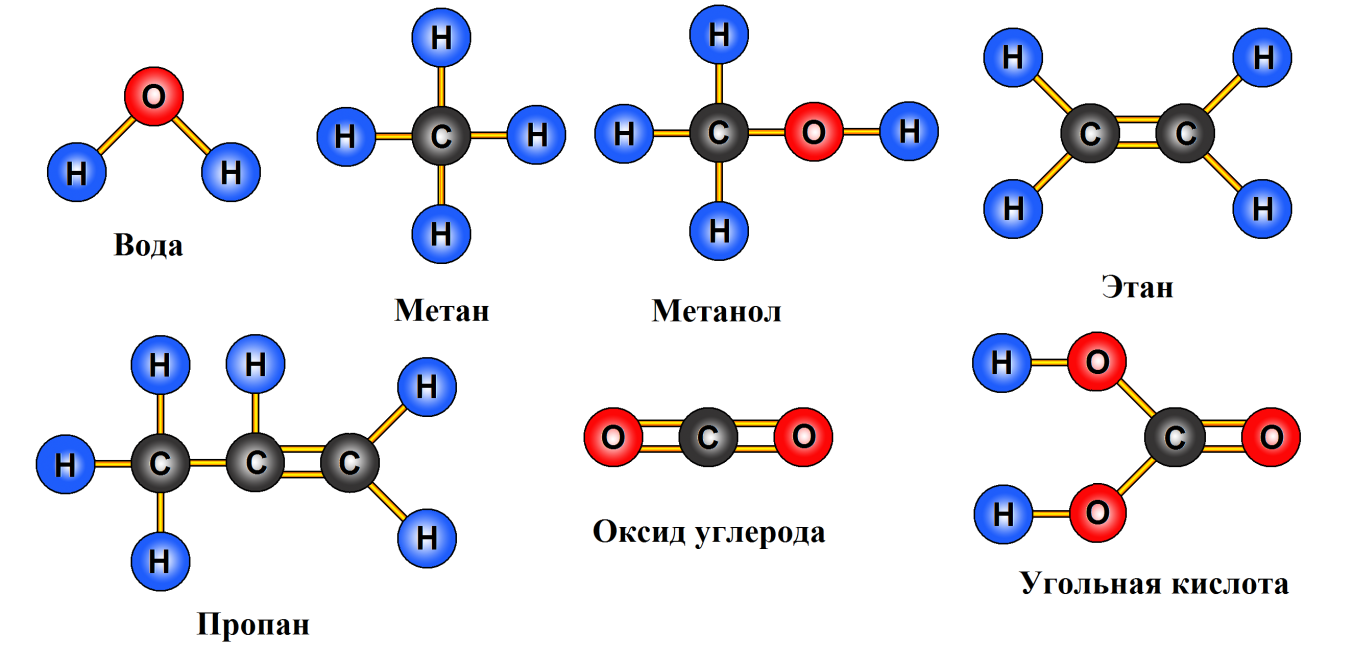 O
H H
Вода
H
H C H
H
Метан
H
H C O H
H
Метанол
H H
C C
H H
Этан
H H
H
H C C C
H H
Пропан
O C O
Оксид углерода
H O
C O
H O
Угольная кислота